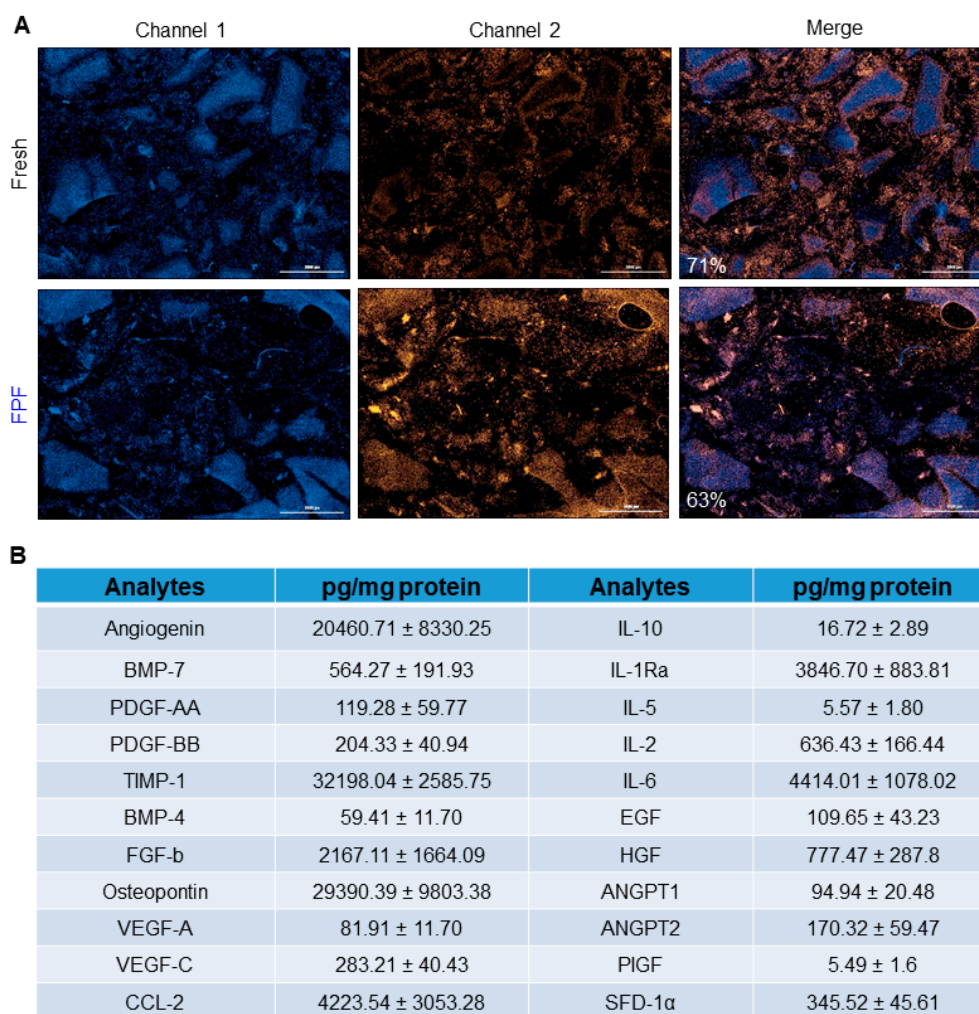 A
Channel 1 Channel 2 Merge
Fresh
71%
FPF
63%
B
Analytes pg/mg protein Analytes pg/mg protein
Angiogenin 20460.71 ± 8330.25 IL-10 16.72 ± 2.89
BMP-7 564.27 ± 191.93 IL-1Ra 3846.70 ± 883.81
PDGF-AA 119.28 ± 59.77 IL-5 5.57 ± 1.80
PDGF-BB 204.33 ± 40.94 IL-2 636.43 ± 166.44
TIMP-1 32198.04 ± 2585.75 IL-6 4414.01 ± 1078.02
BMP-4 59.41 ± 11.70 EGF 109.65 ± 43.23
FGF-b 2167.11 ± 1664.09 HGF 777.47 ± 287.8
Osteopontin 29390.39 ± 9803.38 ANGPT1 94.94 ± 20.48
VEGF-A 81.91 ± 11.70 ANGPT2 170.32 ± 59.47
VEGF-C 283.21 ± 40.43 PIGF 5.49 ± 1.6
CCL-2 4223.54 ± 3053.28 SFD-1α 345.52 ± 45.61